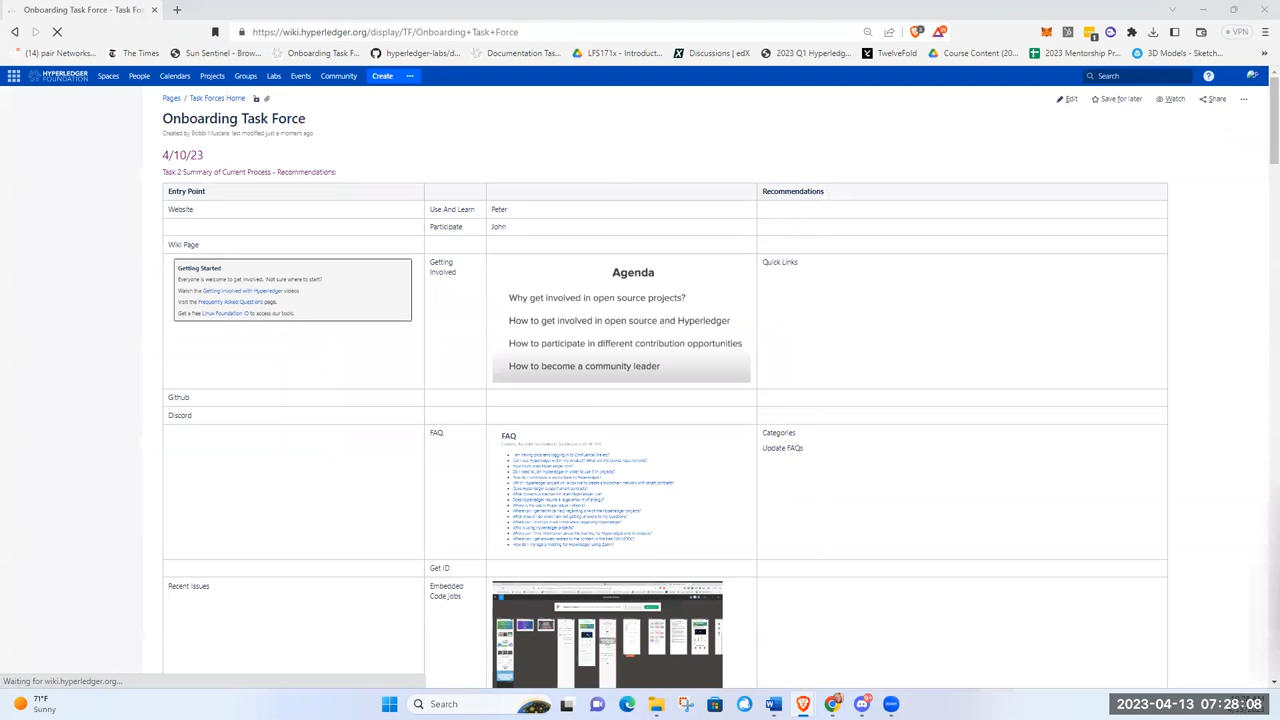 Onboarding Task Force - Task For
https://wiki.hyperledger.org/display/TF/Onboarding+Task+Force
VPN
(14) pair Networ...
The Times
Sun Sentinel - Brow...
Onboarding Task F...
hyperledger-labs/d...
Documentation Tas...
LFS171x - Introduct...
Discussions | edX
2023 Q1 Hyperledg...
TwelveFold
Course Content (20...
2023 Mentorship Pr...
3D Models - Sketch...
HYPERLEDGER FOUNDATION Spaces People Calendars Projects Groups Labs Events Community Create ... Search
Pages / Task Forces Home
Edit Save for later Watch Share ...
Onboarding Task Force
Created by Bobbi Muscara, last modified just a moment ago
4/10/23
Task 2 Summary of Current Process - Recommendations:
Entry Point Recommendations
Website Use And Learn Peter
Participate John
Wiki Page
Getting Started
Everyone is welcome to get involved. Not sure where to start?
Watch the Getting Involved with Hyperledger videos
Visit the Frequently Asked Questions page.
Get a free Linux Foundation ID to access our tools.
Getting
Involved
Agenda
Why get involved in open source projects?
How to get involved in open source and Hyperledger
How to participate in different contribution opportunities
How to become a community leader
Quick Links
Github
Discord
FAQ
FAQ
Categories
Update FAQs
Get ID
Recent Issues
Embedded
Code Jobs
Waiting for wiki.hyperledger.org...
71°F
Sunny
Search
2023-04-13 07:28:08